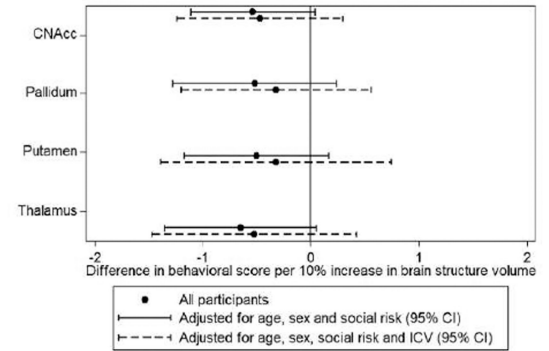 CNAcc
Pallidum
Putamen
Thalamus
-2 -1 0 1 2
Difference in behavioral score per 10% increase in brain structure volume
All participants
Adjusted for age, sex and social risk (95% CI)
Adjusted for age, sex, social risk and ICV (95% CI)